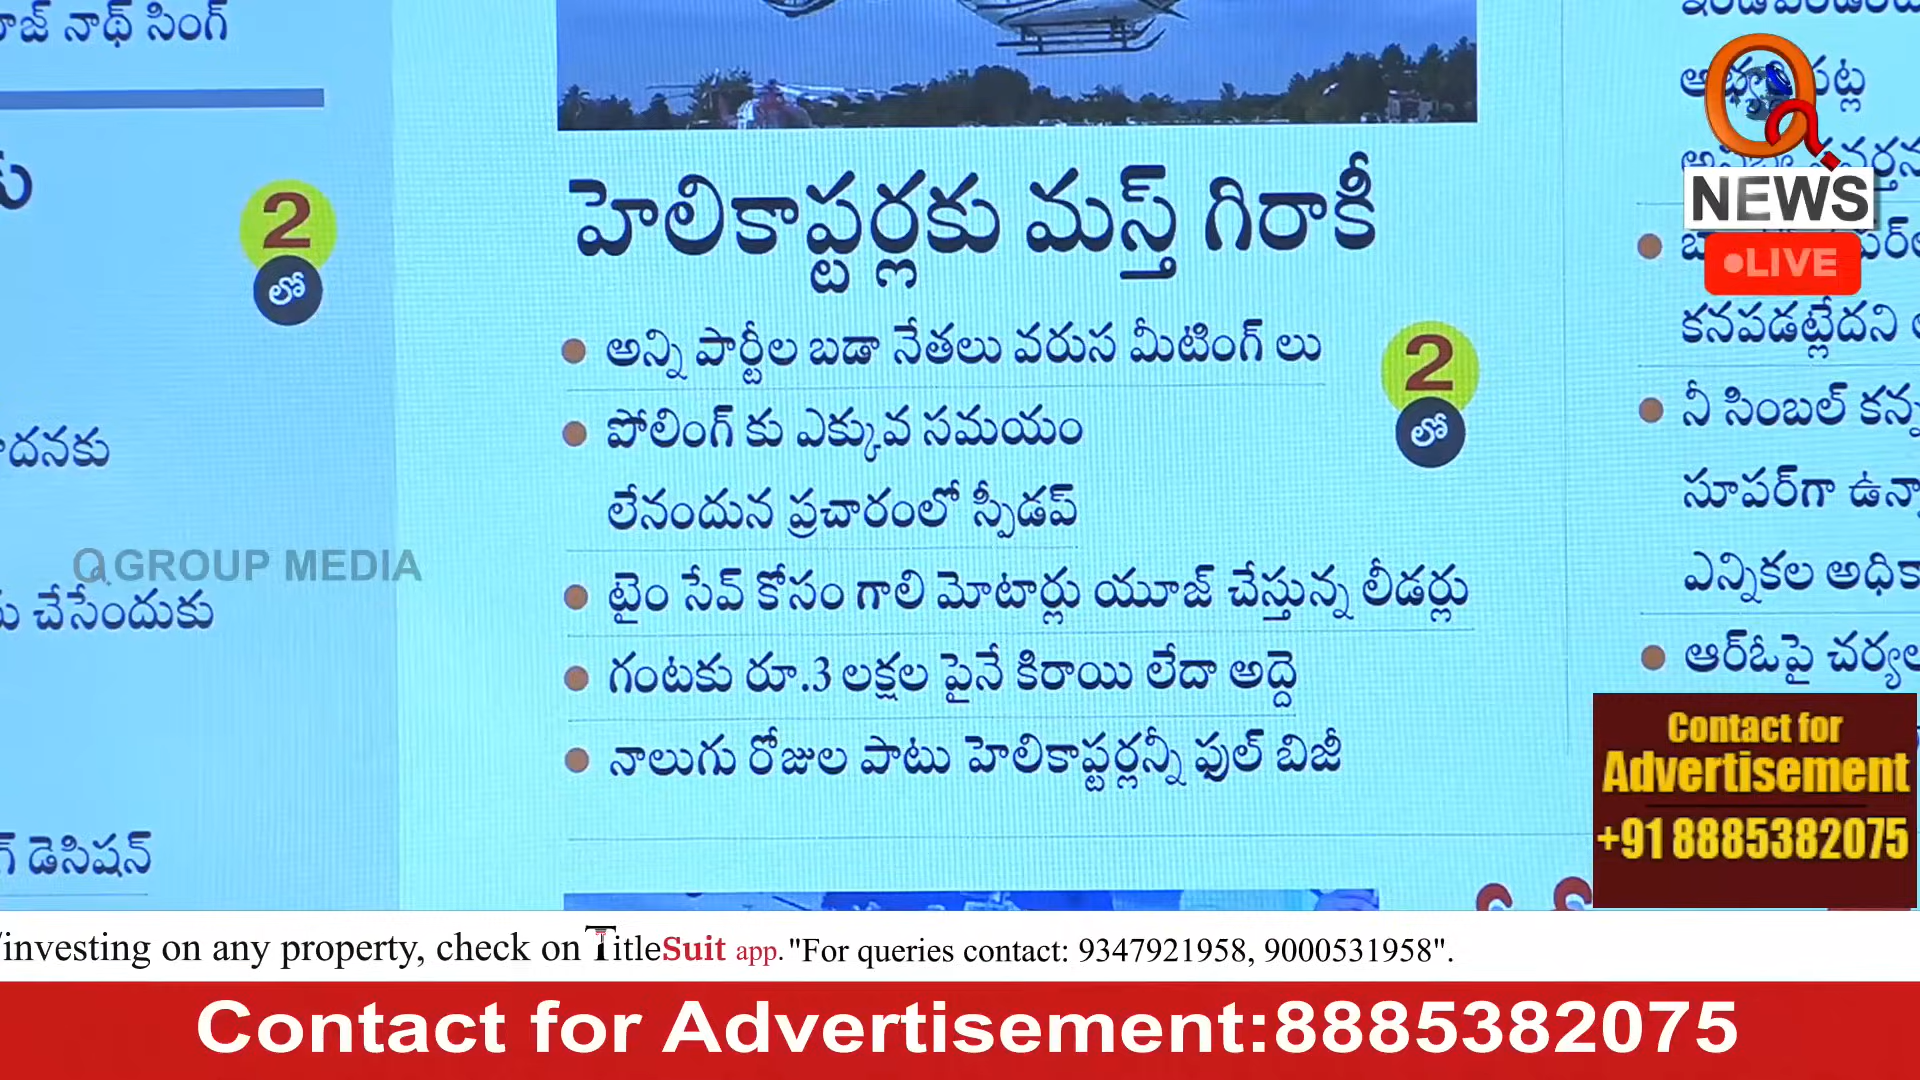 రాజ్ నాథ్ సింగ్
2
లో
చేసేందుకు
డెసిషన్
హెలికాప్టర్లకు మస్త్ గిరాకీ
అన్ని పార్టీల బడా నేతలు వరుస మీటింగ్ లు
పోలింగ్ కు ఎక్కువ సమయం
లేనందున ప్రచారంలో స్పీడప్
టైం సేవ్ కోసం గాలి మోటార్లు యూజ్ చేస్తున్న లీడర్లు
గంటకు రూ.3 లక్షల పైనే కిరాయి లేదా అద్దె
నాలుగు రోజుల పాటు హెలికాప్టర్లన్నీ ఫుల్ బిజీ
2
లో
కనపడట్లేదని
నీ సింబల్
సూపర్‌గా
ఎన్నికల
ఆర్ఓపై
Q GROUP MEDIA
NEWS
LIVE
Contact for
Advertisement
+91 8885382075
investing on any property, check on TitleSuit app. "For queries contact: 9347921958, 9000531958".
Contact for Advertisement:8885382075